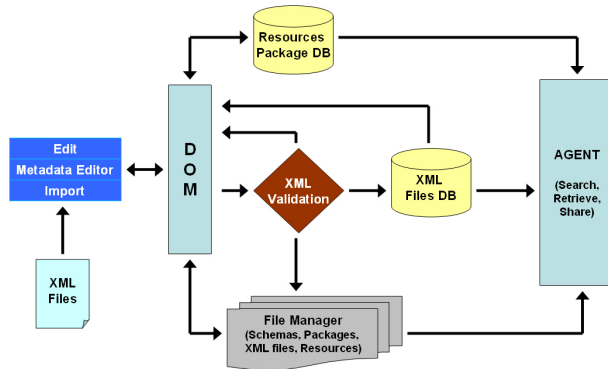 Resources
Package DB
Edit
Metadata Editor
Import
XML
Files
D
O
M
XML
Validation
XML
Files DB
AGENT
(Search,
Retrieve,
Share)
File Manager
(Schemas, Packages,
XML files, Resources)